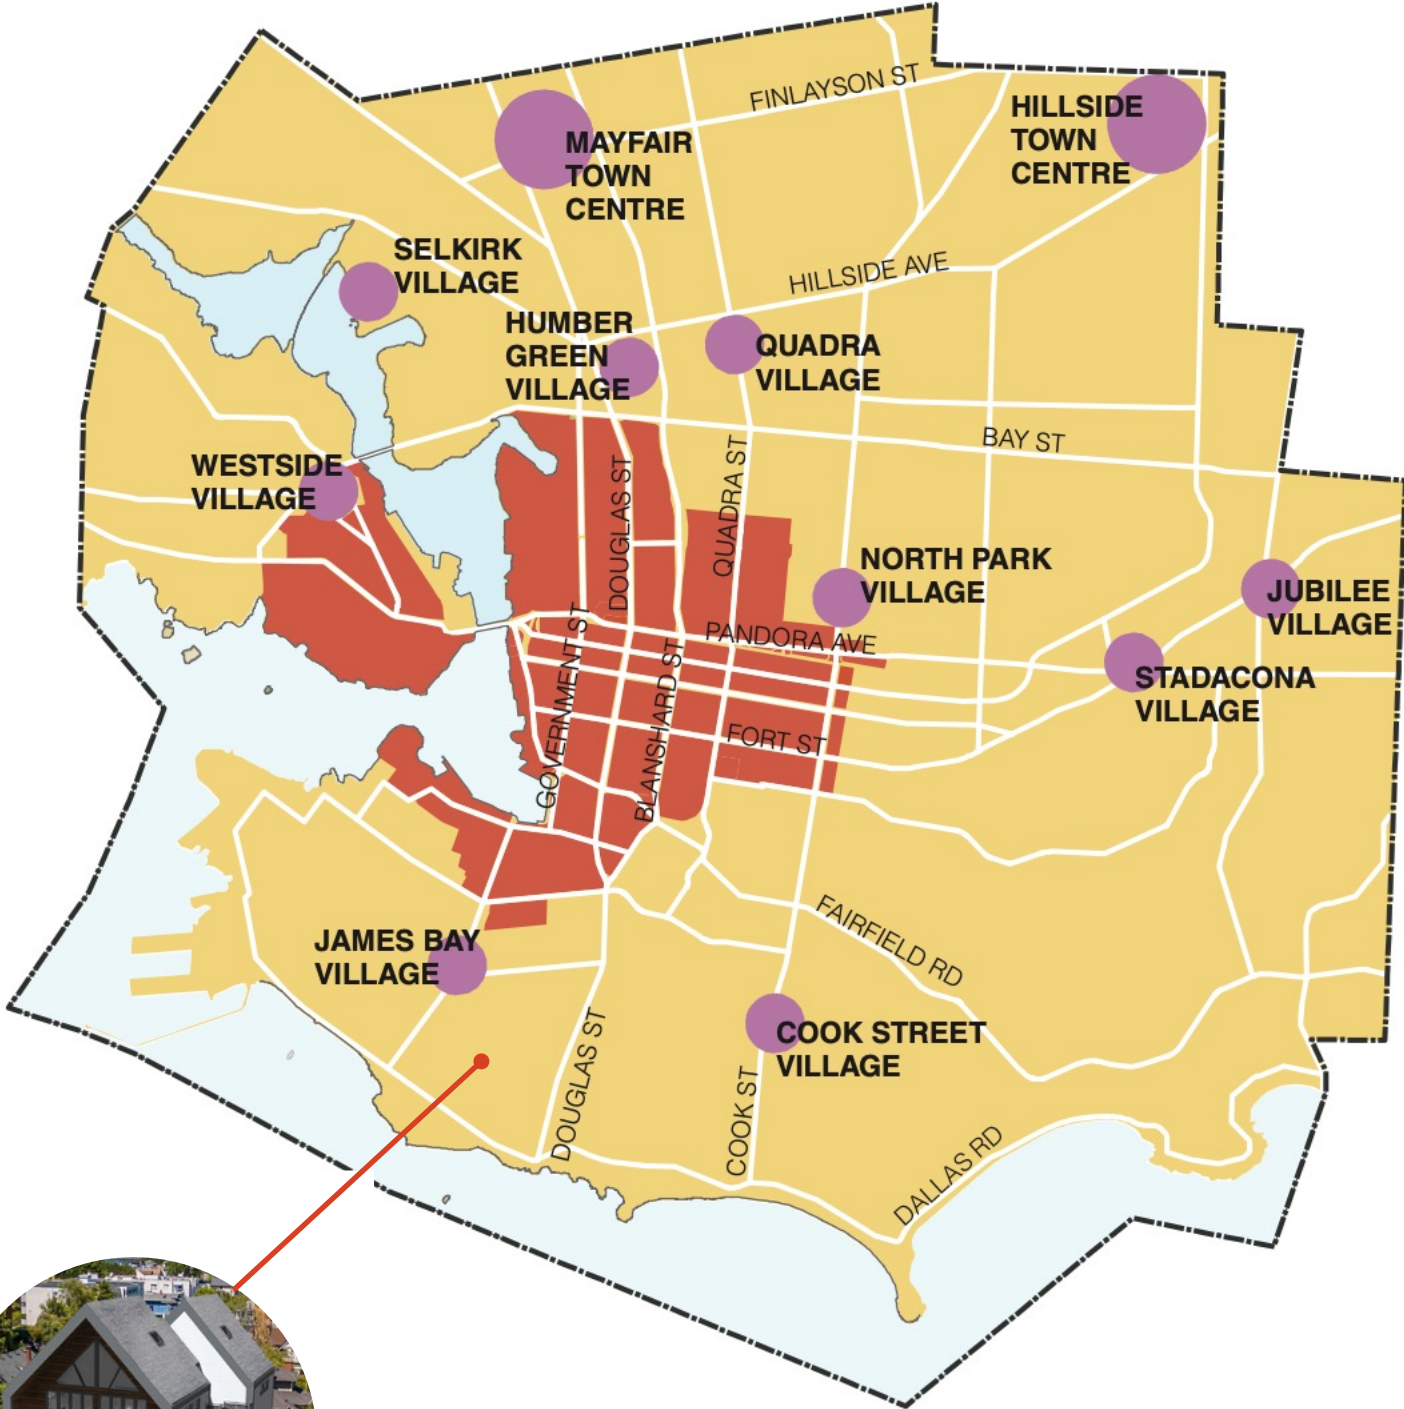 FINLAYSON ST
HILLSIDE
TOWN
CENTRE
MAYFAIR
TOWN
CENTRE
SELKIRK
VILLAGE
HILLSIDE AVE
HUMBER
GREEN
VILLAGE
QUADRA
VILLAGE
BAY ST
WESTSIDE
VILLAGE
DOUGLAS ST
QUADRA ST
NORTH PARK
VILLAGE
JUBILEE
VILLAGE
PANDORA AVE
STADACONA
VILLAGE
GOVERNMENT ST
BLANSHARD ST
FORT ST
FAIRFIELD RD
JAMES BAY
VILLAGE
COOK STREET
VILLAGE
DOUGLAS ST
COOK ST
DALLAS RD